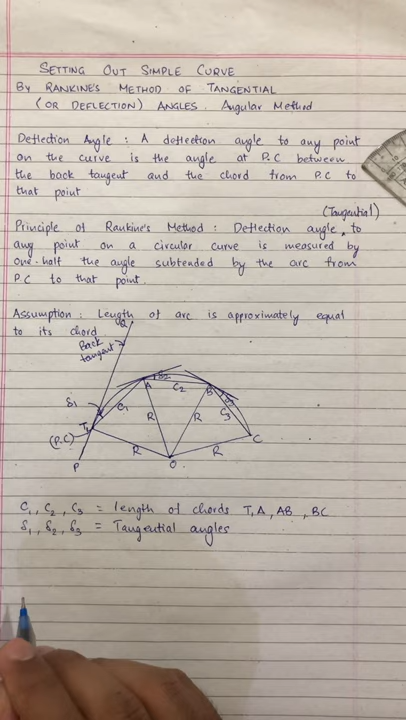 SETTING OUT SIMPLE CURVE
BY RANKINE'S METHOD OF TANGENTIAL
(OR DEFLECTION) ANGLES. Angular Method
Deflection Angle : A deflection angle to any point
on the curve is the angle at P.C between
the back tangent and the chord from P.C to
that point
(Tangential)
Principle of Rankine's Method : Deflection angle to
any point on a circular curve is measured by
one-half the angle subtended by the arc from
P.C to that point.
Assumption : Length of arc is approximately equal
to its chord
Q
Back
tangent
A
δ2
C2
B
δ3
δ1
C1
C3
T1
(P.C)
R
R
R
R
C
P
O
C1, C2, C3 = length of chords T1A, AB, BC
δ1, δ2, δ3 = Tangential angles